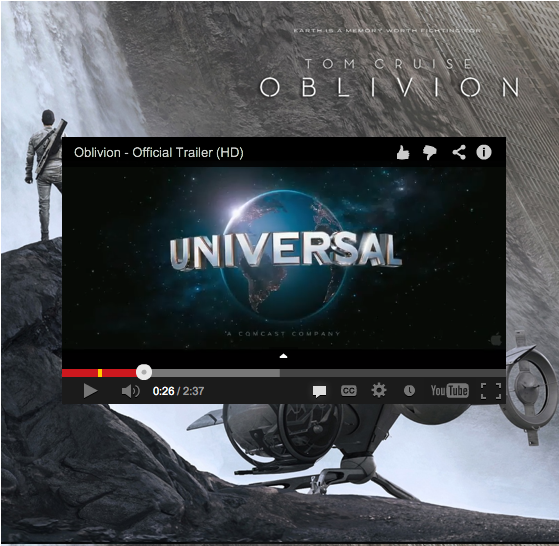 EARTH IS A MEMORY WORTH FIGHTING FOR
TOM CRUISE
OBLIVION
Oblivion - Official Trailer (HD)
UNIVERSAL
A COMCAST COMPANY
0:26 / 2:37
CC
YouTube